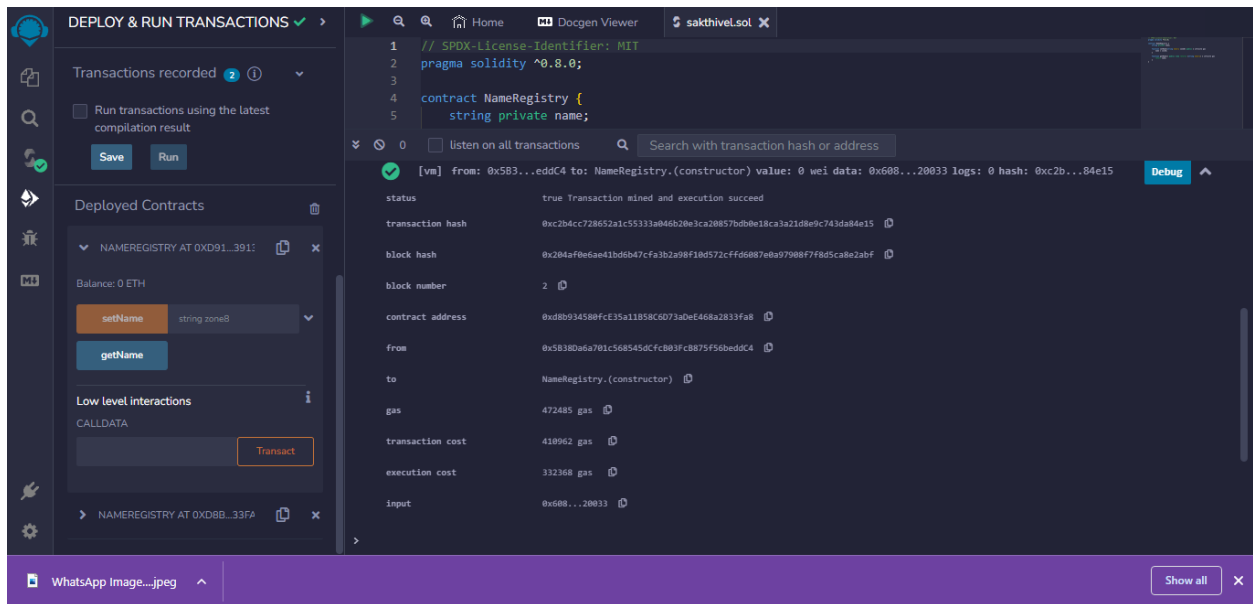 DEPLOY & RUN TRANSACTIONS
Transactions recorded 2
Run transactions using the latest
compilation result
Save Run
Deployed Contracts
NAMEREGISTRY AT 0XD91...3913
Balance: 0 ETH
setName string zone8
getName
Low level interactions
CALLDATA
Transact
NAMEREGISTRY AT 0XD8B...33FA
Home Docgen Viewer sakthivel.sol
1 // SPDX-License-Identifier: MIT
2 pragma solidity ^0.8.0;
3
4 contract NameRegistry {
5 string private name;
0 listen on all transactions Search with transaction hash or address
[vm] from: 0x5B3...eddC4 to: NameRegistry.(constructor) value: 0 wei data: 0x608...20033 logs: 0 hash: 0xc2b...84e15 Debug
status true Transaction mined and execution succeed
transaction hash 0xc2b4cc728652a1c55333a046b20e3ca20857bdb0e18ca3a21d8e9c743da84e15
block hash 0x204af0e6ae41bd6b47cfa3b2a98f10d572cffd6087e0a97908f7f8d5ca8e2abf
block number 2
contract address 0xd8b934580fcE35a11B58C6D73aDeE468a2833fa8
from 0x5B38Da6a701c568545dCfcB03FcB875f56beddC4
to NameRegistry.(constructor)
gas 472485 gas
transaction cost 410962 gas
execution cost 332368 gas
input 0x608...20033
>
WhatsApp Image....jpeg Show all